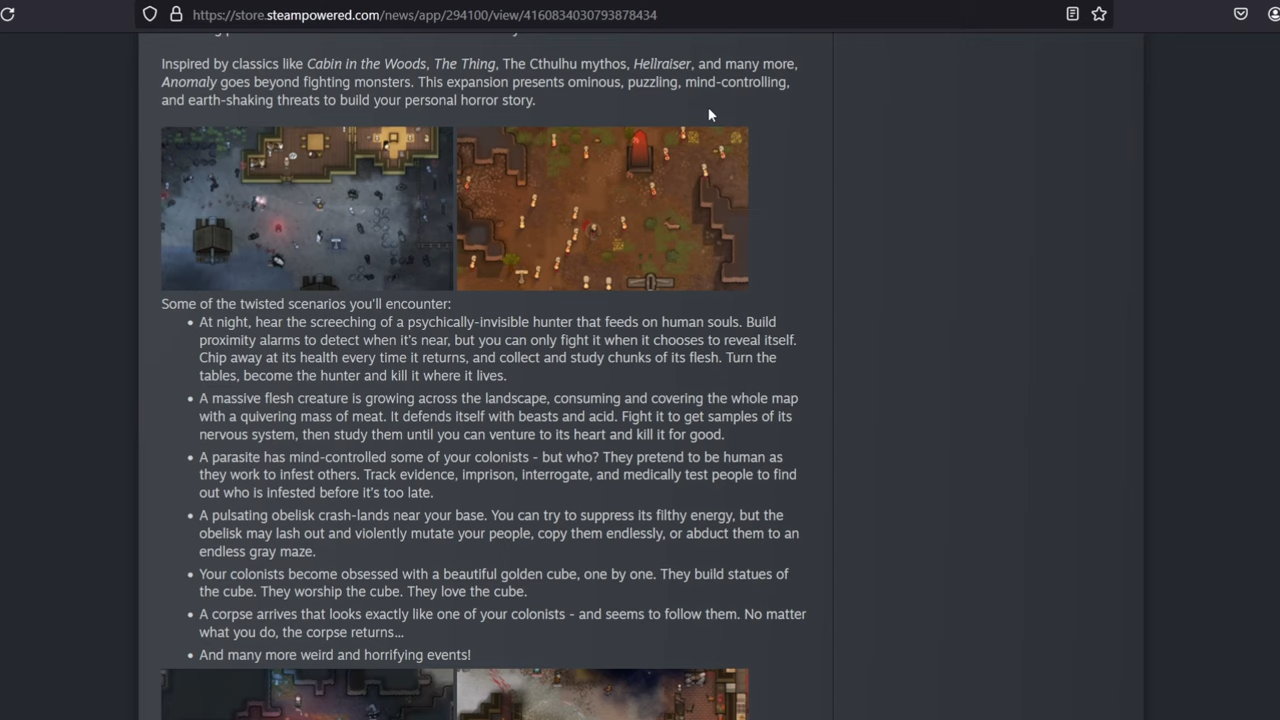 https://store.steampowered.com/news/app/294100/view/4160834030793878434
Inspired by classics like Cabin in the Woods, The Thing, The Cthulhu mythos, Hellraiser, and many more,
Anomaly goes beyond fighting monsters. This expansion presents ominous, puzzling, mind-controlling,
and earth-shaking threats to build your personal horror story.
Some of the twisted scenarios you'll encounter:
At night, hear the screeching of a psychically-invisible hunter that feeds on human souls. Build
proximity alarms to detect when it's near, but you can only fight it when it chooses to reveal itself.
Chip away at its health every time it returns, and collect and study chunks of its flesh. Turn the
tables, become the hunter and kill it where it lives.
A massive flesh creature is growing across the landscape, consuming and covering the whole map
with a quivering mass of meat. It defends itself with beasts and acid. Fight it to get samples of its
nervous system, then study them until you can venture to its heart and kill it for good.
A parasite has mind-controlled some of your colonists - but who? They pretend to be human as
they work to infest others. Track evidence, imprison, interrogate, and medically test people to find
out who is infested before it's too late.
A pulsating obelisk crash-lands near your base. You can try to suppress its filthy energy, but the
obelisk may lash out and violently mutate your people, copy them endlessly, or abduct them to an
endless gray maze.
Your colonists become obsessed with a beautiful golden cube, one by one. They build statues of
the cube. They worship the cube. They love the cube.
A corpse arrives that looks exactly like one of your colonists - and seems to follow them. No matter
what you do, the corpse returns...
And many more weird and horrifying events!